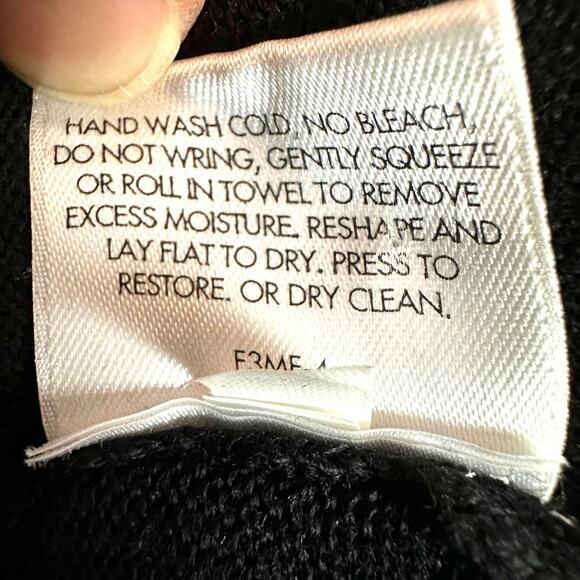 HAND WASH COLD, NO BLEACH,
DO NOT WRING, GENTLY SQUEEZE
OR ROLL IN TOWEL TO REMOVE
EXCESS MOISTURE. RESHAPE AND
LAY FLAT TO DRY. PRESS TO
RESTORE. OR DRY CLEAN.